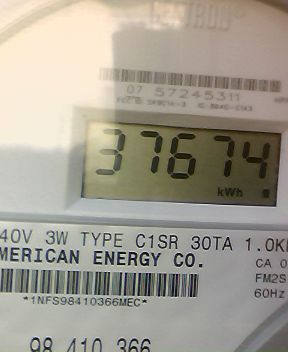 07 57245311
37674
kWh
40V 3W TYPE C1SR 30TA 1.0K
MERICAN ENERGY CO.
CA 0
FM2S
*1NFS98410366MEC*
60Hz
98 410 366